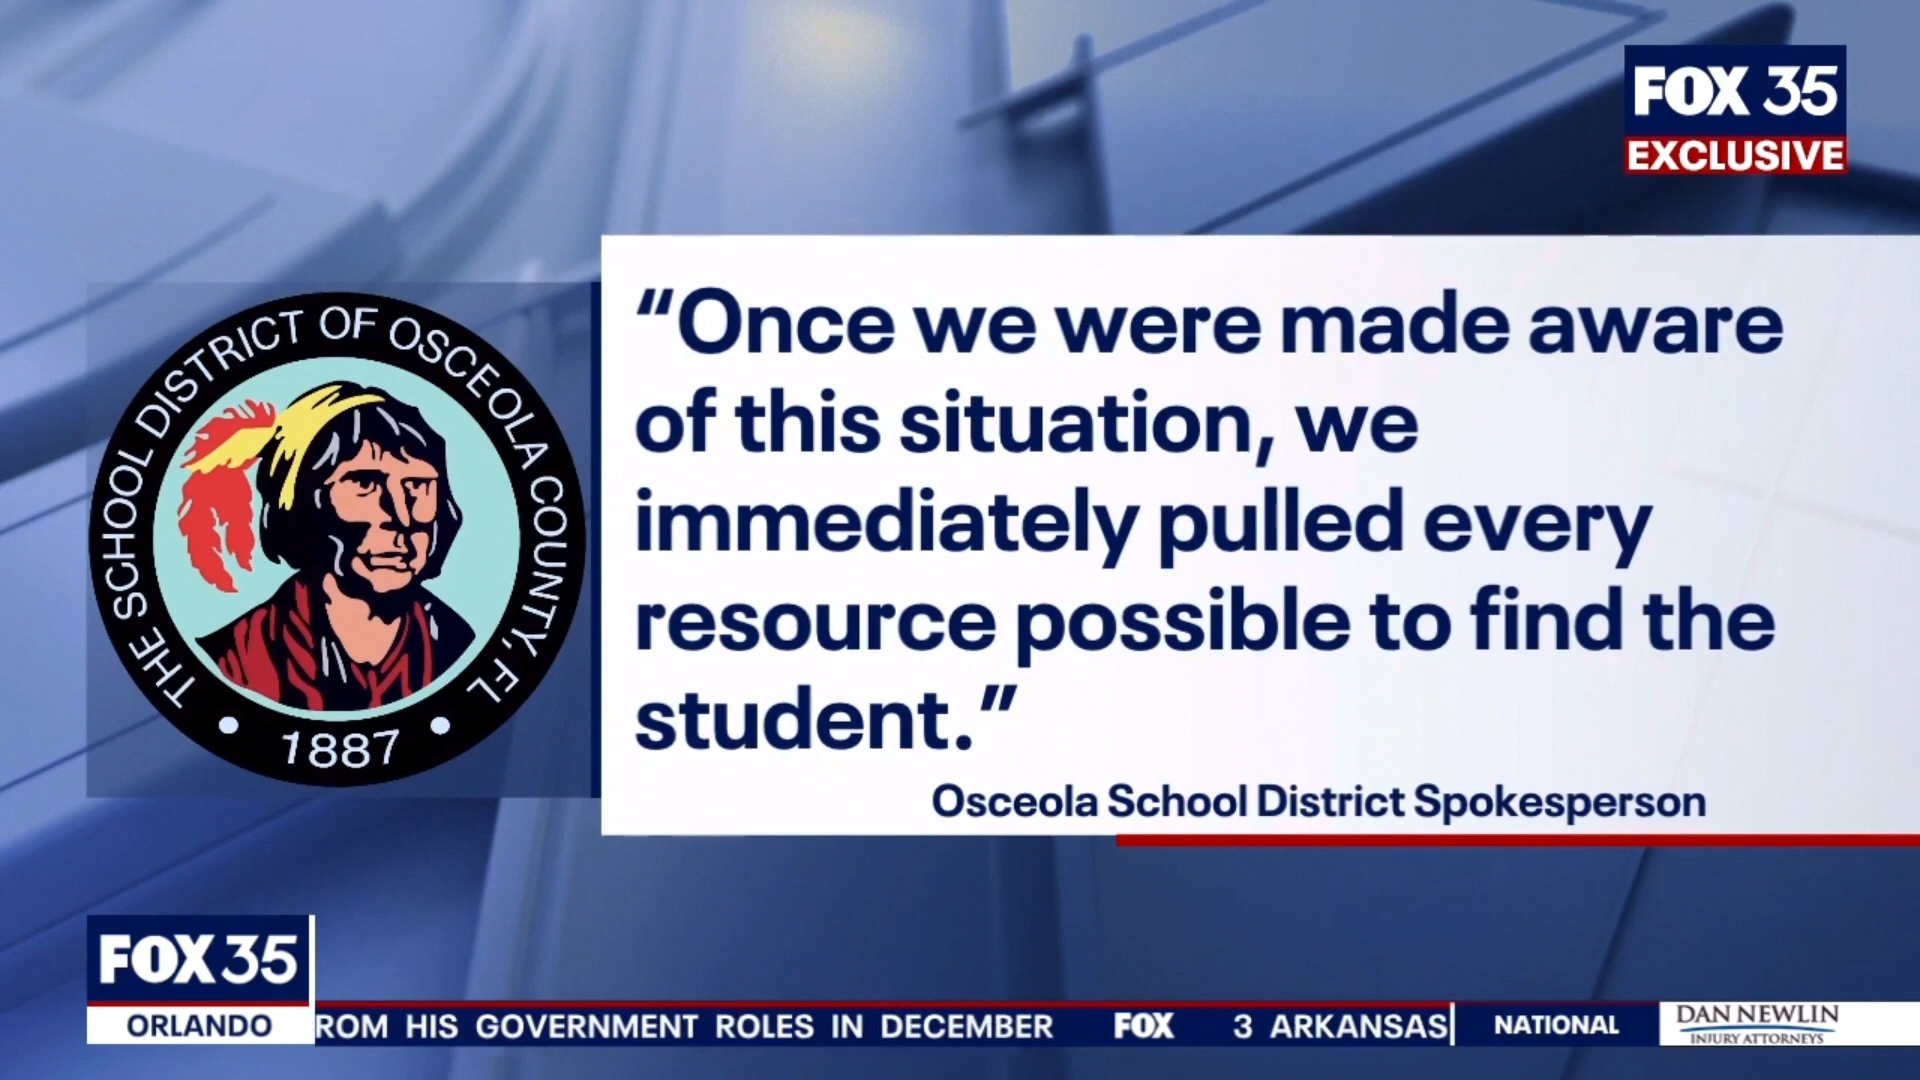 FOX 35
EXCLUSIVE
THE SCHOOL DISTRICT OF OSCEOLA COUNTY, FL
• 1887 •
“Once we were made aware
of this situation, we
immediately pulled every
resource possible to find the
student.”
Osceola School District Spokesperson
FOX 35
ORLANDO
ROM HIS GOVERNMENT ROLES IN DECEMBER FOX 3 ARKANSAS
NATIONAL
DAN NEWLIN
INJURY ATTORNEYS